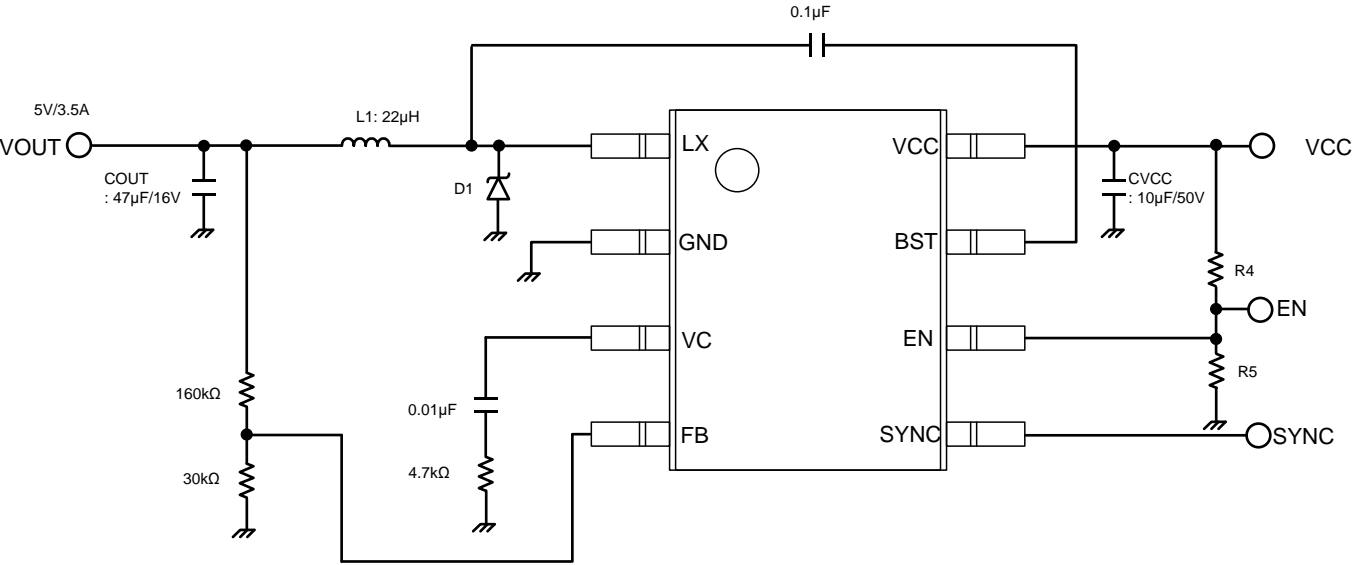 0.1µF
5V/3.5A
L1: 22µH
VOUT
LX
VCC
VCC
COUT
: 47µF/16V
D1
CVCC
: 10µF/50V
GND
BST
R4
EN
VC
EN
R5
160kΩ
0.01µF
FB
SYNC
SYNC
30kΩ
4.7kΩ